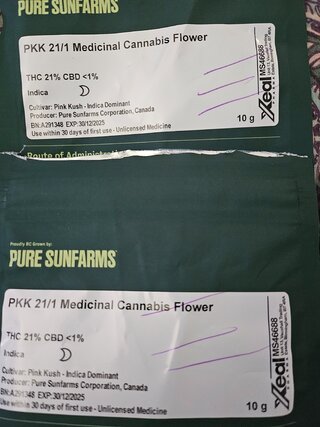 PURE SUNFARMS
PKK 21/1 Medicinal Cannabis Flower
THC 21% CBD <1%
Indica
Cultivar: Pink Kush - Indica Dominant
Producer: Pure Sunfarms Corporation, Canada
BN:A291348 EXP:30/12/2025
Use within 30 days of first use - Unlicensed Medicine
10 g
Xeal
MS46688
Route of Administration
Proudly BC Grown by:
PURE SUNFARMS
PKK 21/1 Medicinal Cannabis Flower
THC 21% CBD <1%
Indica
Cultivar: Pink Kush - Indica Dominant
Producer: Pure Sunfarms Corporation, Canada
BN:A291348 EXP:30/12/2025
Use within 30 days of first use - Unlicensed Medicine
10 g
Xeal
MS46688